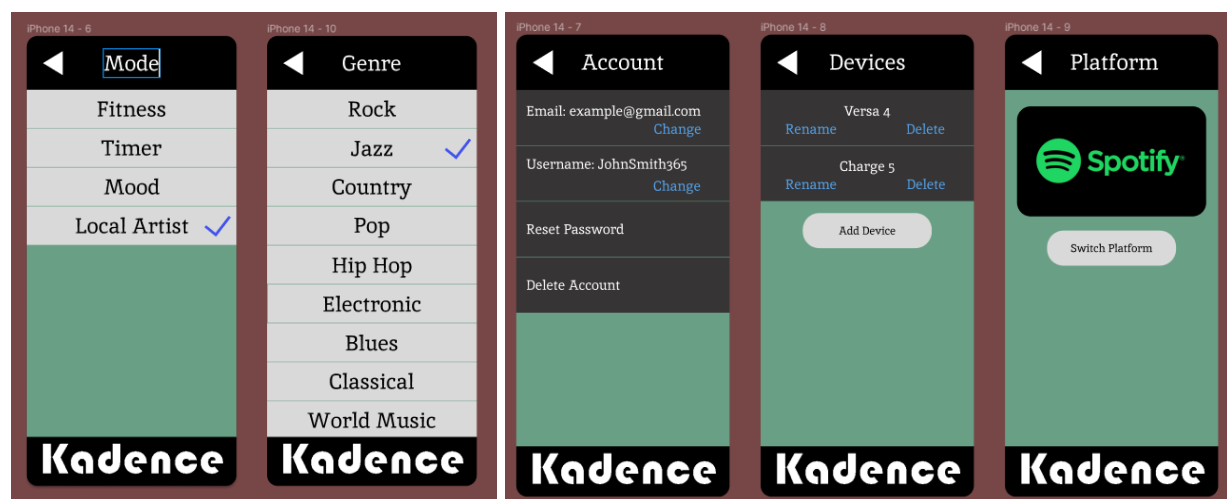 iPhone 14 - 6
Mode
Fitness
Timer
Mood
Local Artist
Kadence
iPhone 14 - 10
Genre
Rock
Jazz
Country
Pop
Hip Hop
Electronic
Blues
Classical
World Music
Kadence
iPhone 14 - 7
Account
Email: example@gmail.com
Change
Username: JohnSmith365
Change
Reset Password
Delete Account
Kadence
iPhone 14 - 8
Devices
Versa 4
Rename Delete
Charge 5
Rename Delete
Add Device
Kadence
iPhone 14 - 9
Platform
Spotify
Switch Platform
Kadence